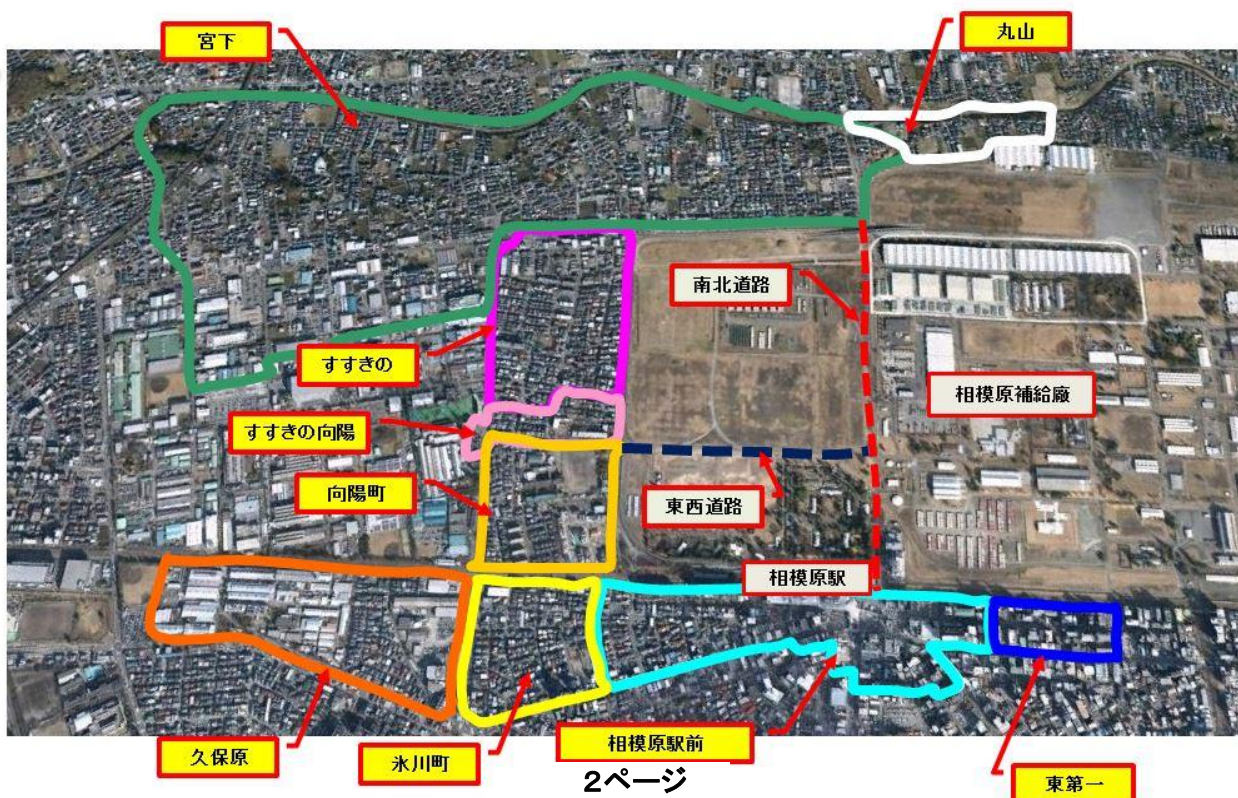 宮下
丸山
南北道路
すすきの
相模原補給廠
すすきの向陽
向陽町
東西道路
相模原駅
久保原
氷川町
相模原駅前
東第一
2ページ